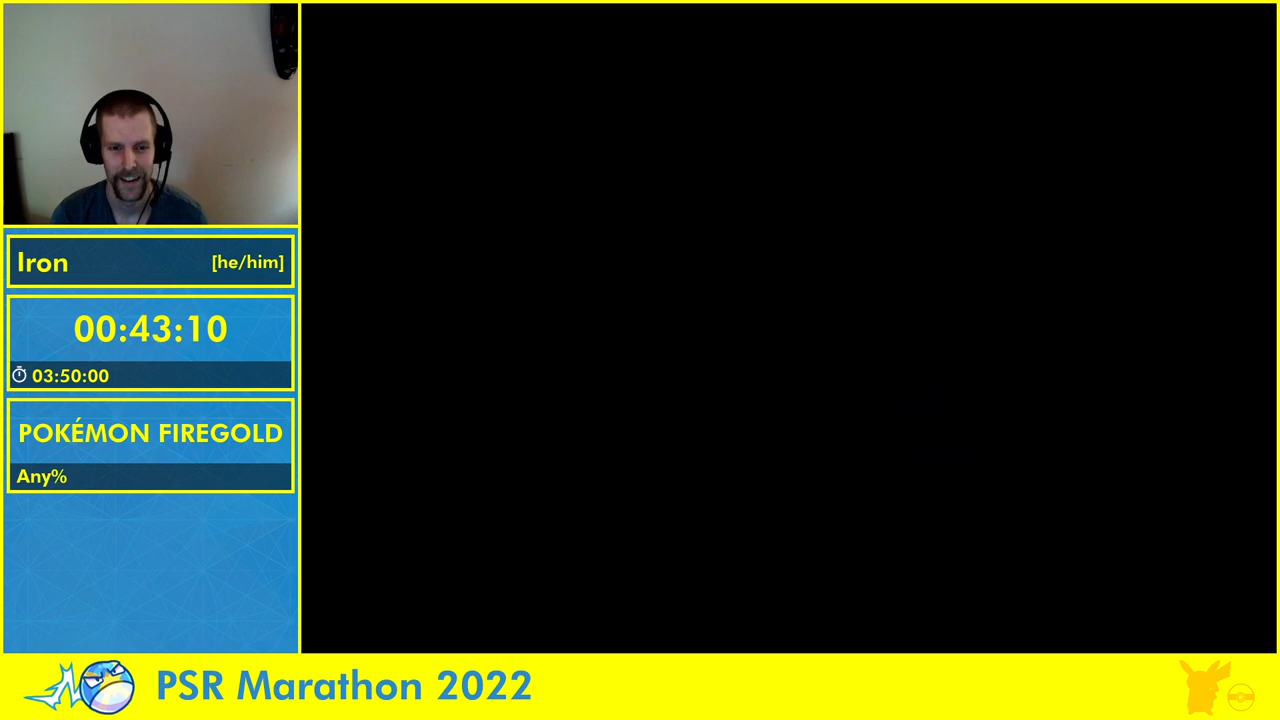 Iron [he/him]
00:43:10
03:50:00
POKÉMON FIREGOLD
Any%
PSR Marathon 2022